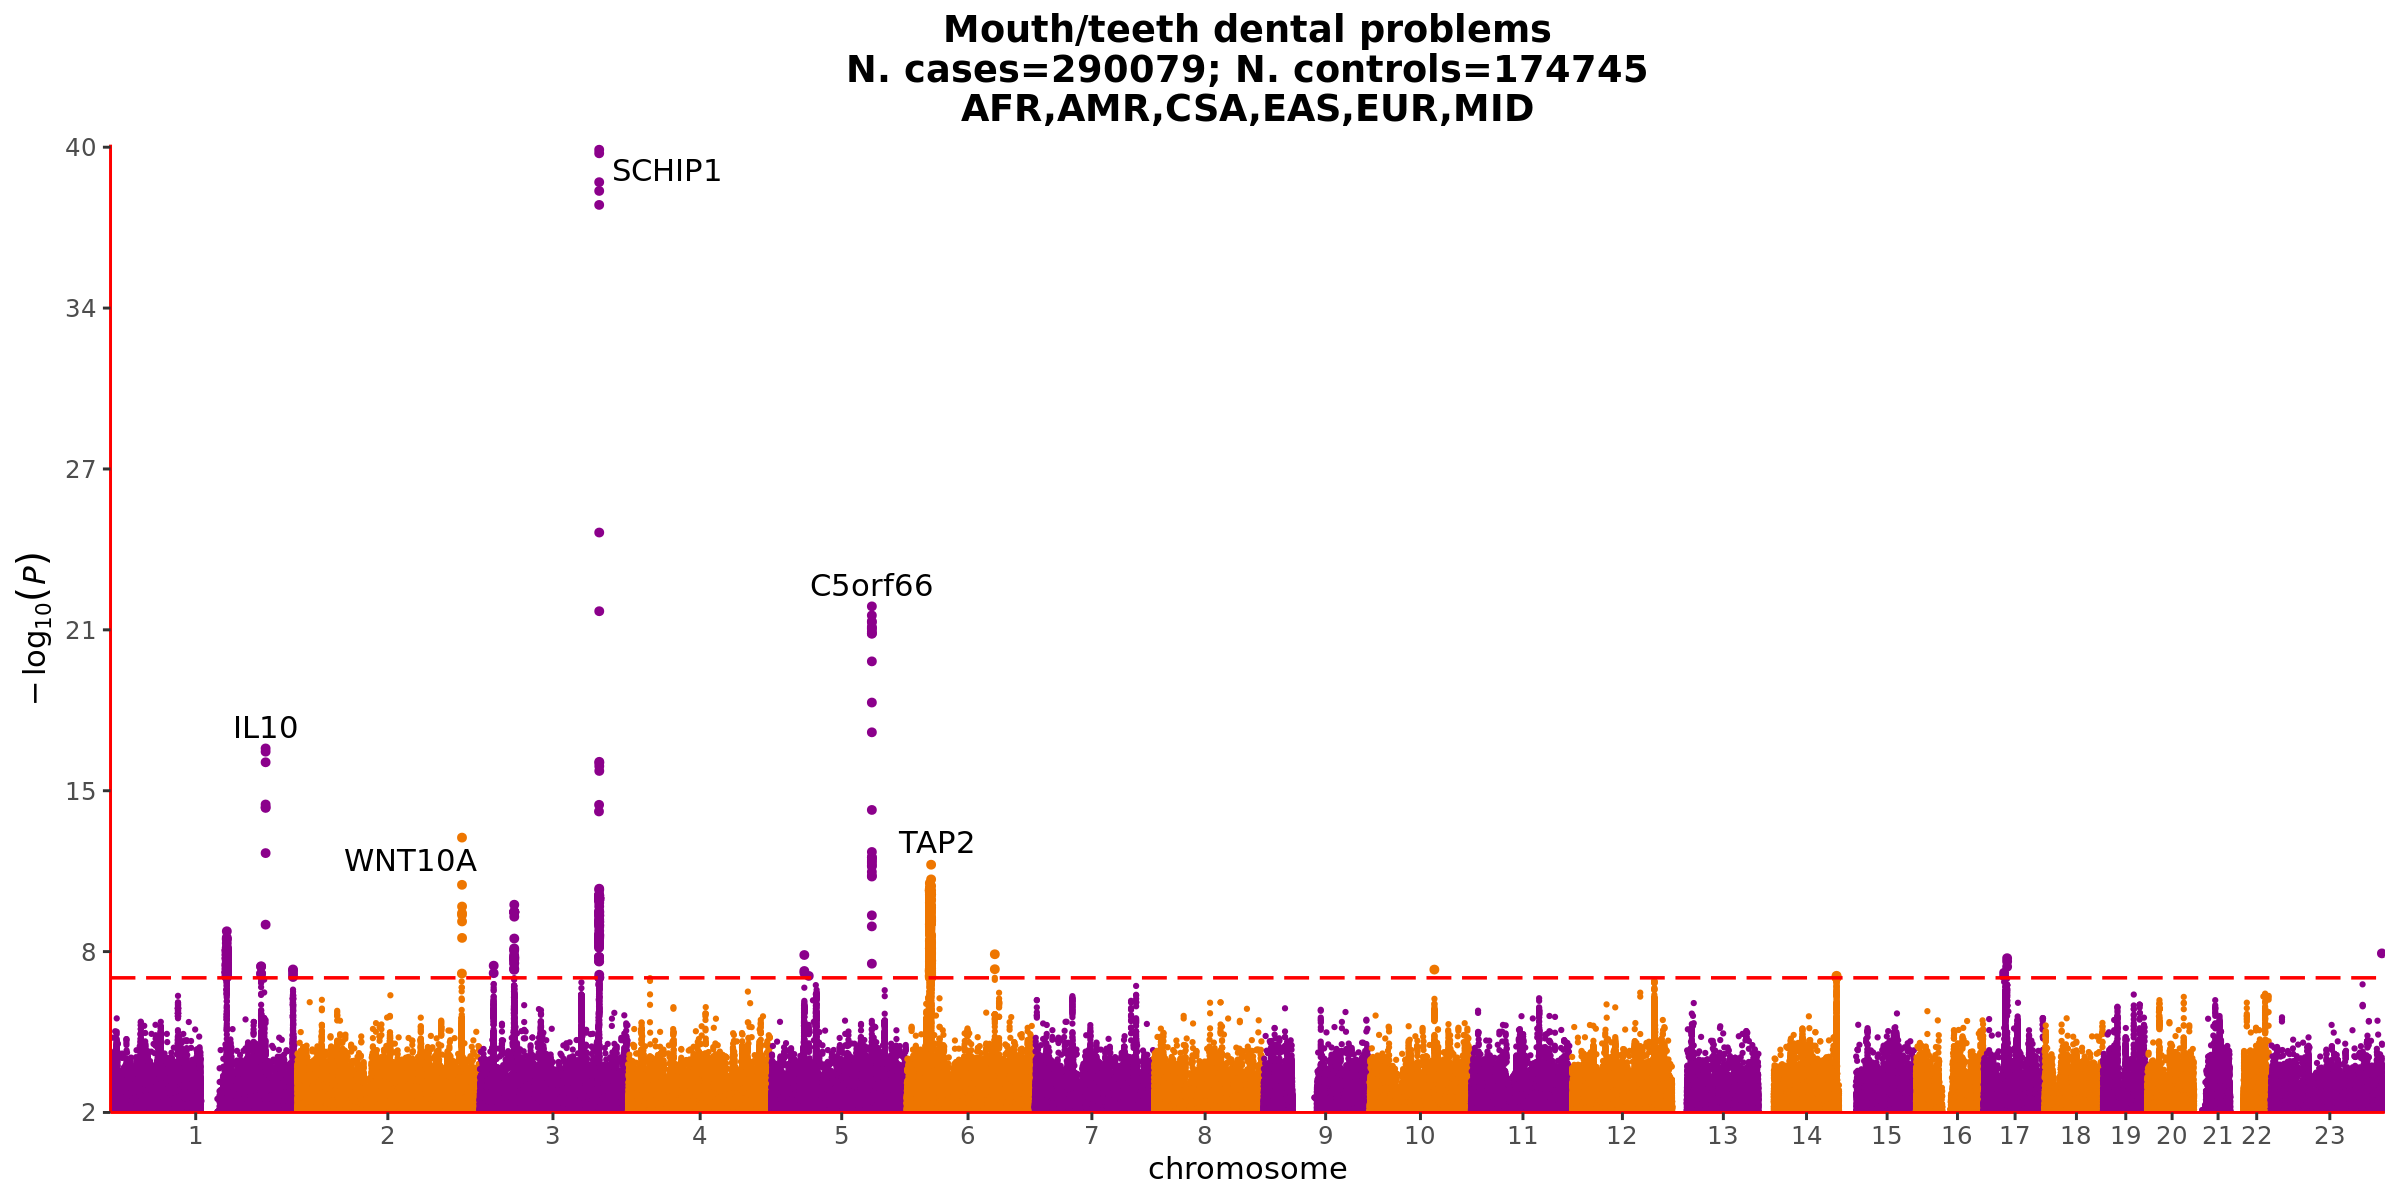 Mouth/teeth dental problems
N. cases=290079; N. controls=174745
AFR,AMR,CSA,EAS,EUR,MID
40
SCHIP1
34
27
C5orf66
21
IL10
15
TAP2
WNT10A
8
2
−log10(P)
1 2 3 4 5 6 7 8 9 10 11 12 13 14 15 16 17 18 19 20 21 22 23
chromosome